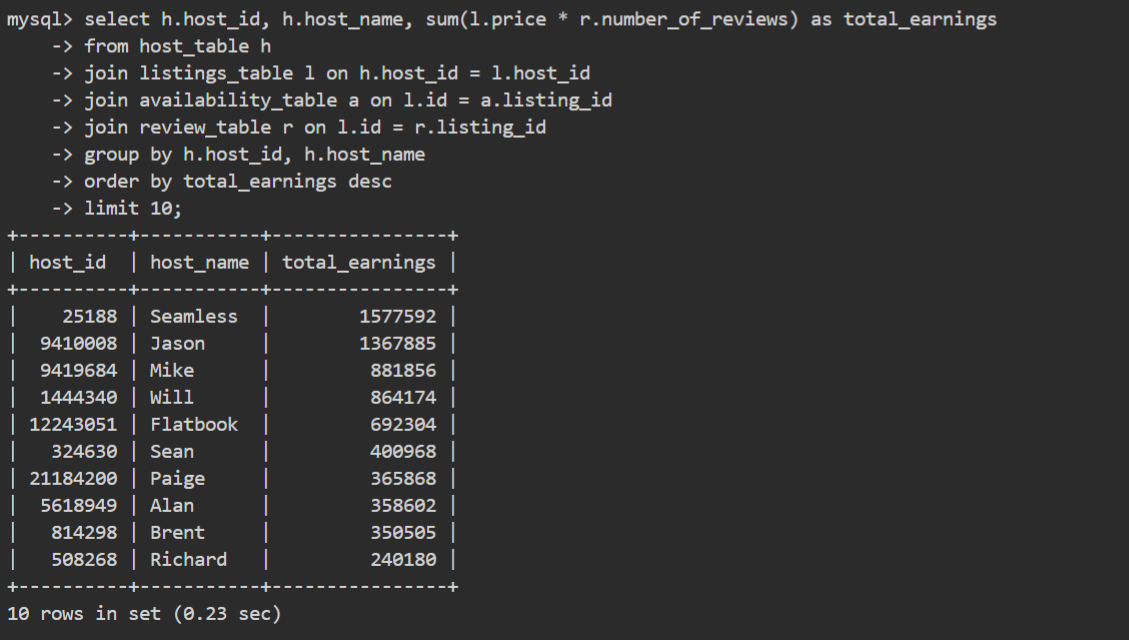 mysql> select h.host_id, h.host_name, sum(l.price * r.number_of_reviews) as total_earnings
    -> from host_table h
    -> join listings_table l on h.host_id = l.host_id
    -> join availability_table a on l.id = a.listing_id
    -> join review_table r on l.id = r.listing_id
    -> group by h.host_id, h.host_name
    -> order by total_earnings desc
    -> limit 10;
+----------+-----------+----------------+
| host_id  | host_name | total_earnings |
+----------+-----------+----------------+
|    25188 | Seamless  |        1577592 |
|  9410008 | Jason     |        1367885 |
|  9419684 | Mike      |         881856 |
|  1444340 | Will      |         864174 |
| 12243051 | Flatbook  |         692304 |
|   324630 | Sean      |         400968 |
| 21184200 | Paige     |         365868 |
|  5618949 | Alan      |         358602 |
|   814298 | Brent     |         350505 |
|   508268 | Richard   |         240180 |
+----------+-----------+----------------+
10 rows in set (0.23 sec)